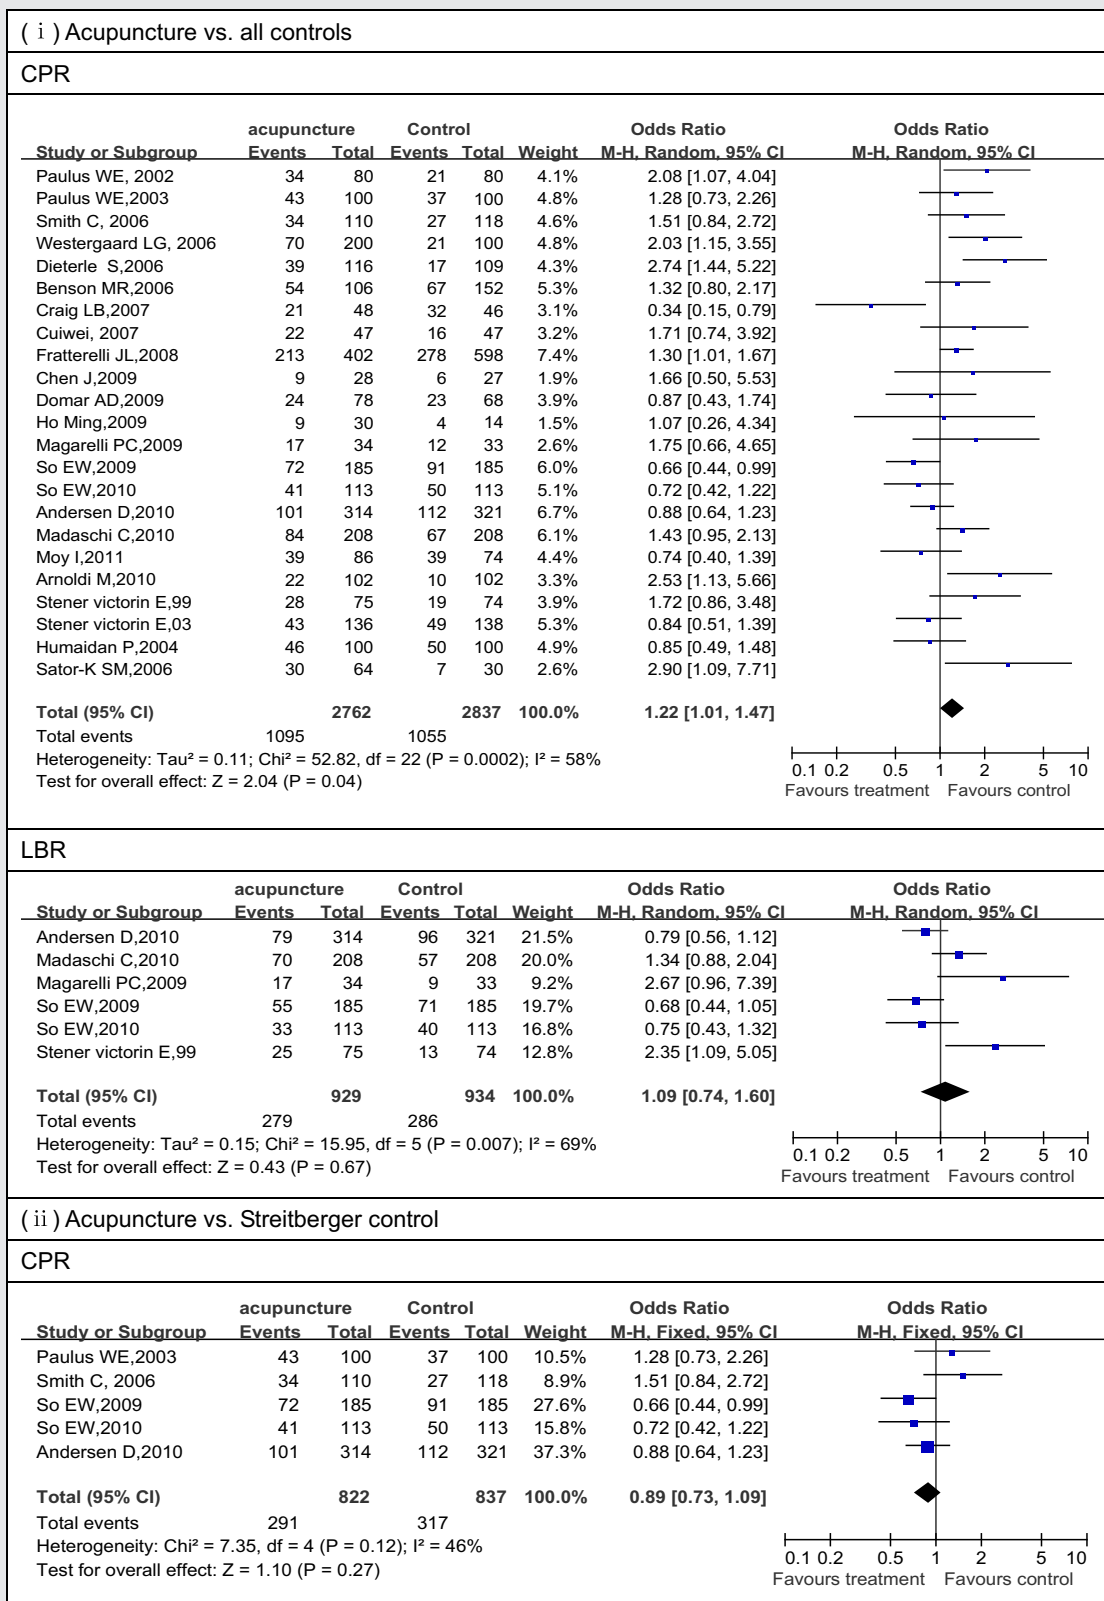 (ⅰ) Acupuncture vs. all controls
CPR
acupuncture Control Odds Ratio Odds Ratio
Study or Subgroup Events Total Events Total Weight M-H, Random, 95% CI M-H, Random, 95% CI
Paulus WE, 2002 34 80 21 80 4.1% 2.08 [1.07, 4.04]
Paulus WE,2003 43 100 37 100 4.8% 1.28 [0.73, 2.26]
Smith C, 2006 34 110 27 118 4.6% 1.51 [0.84, 2.72]
Westergaard LG, 2006 70 200 21 100 4.8% 2.03 [1.15, 3.55]
Dieterle S,2006 39 116 17 109 4.3% 2.74 [1.44, 5.22]
Benson MR,2006 54 106 67 152 5.3% 1.32 [0.80, 2.17]
Craig LB,2007 21 48 32 46 3.1% 0.34 [0.15, 0.79]
Cuiwei, 2007 22 47 16 47 3.2% 1.71 [0.74, 3.92]
Fratterelli JL,2008 213 402 278 598 7.4% 1.30 [1.01, 1.67]
Chen J,2009 9 28 6 27 1.9% 1.66 [0.50, 5.53]
Domar AD,2009 24 78 23 68 3.9% 0.87 [0.43, 1.74]
Ho Ming,2009 9 30 4 14 1.5% 1.07 [0.26, 4.34]
Magarelli PC,2009 17 34 12 33 2.6% 1.75 [0.66, 4.65]
So EW,2009 72 185 91 185 6.0% 0.66 [0.44, 0.99]
So EW,2010 41 113 50 113 5.1% 0.72 [0.42, 1.22]
Andersen D,2010 101 314 112 321 6.7% 0.88 [0.64, 1.23]
Madaschi C,2010 84 208 67 208 6.1% 1.43 [0.95, 2.13]
Moy I,2011 39 86 39 74 4.4% 0.74 [0.40, 1.39]
Arnoldi M,2010 22 102 10 102 3.3% 2.53 [1.13, 5.66]
Stener victorin E,99 28 75 19 74 3.9% 1.72 [0.86, 3.48]
Stener victorin E,03 43 136 49 138 5.3% 0.84 [0.51, 1.39]
Humaidan P,2004 46 100 50 100 4.9% 0.85 [0.49, 1.48]
Sator-K SM,2006 30 64 7 30 2.6% 2.90 [1.09, 7.71]
Total (95% CI) 2762 2837 100.0% 1.22 [1.01, 1.47]
Total events 1095 1055
Heterogeneity: Tau² = 0.11; Chi² = 52.82, df = 22 (P = 0.0002); I² = 58%
Test for overall effect: Z = 2.04 (P = 0.04)
0.1 0.2 0.5 1 2 5 10
Favours treatment Favours control
LBR
acupuncture Control Odds Ratio Odds Ratio
Study or Subgroup Events Total Events Total Weight M-H, Random, 95% CI M-H, Random, 95% CI
Andersen D,2010 79 314 96 321 21.5% 0.79 [0.56, 1.12]
Madaschi C,2010 70 208 57 208 20.0% 1.34 [0.88, 2.04]
Magarelli PC,2009 17 34 9 33 9.2% 2.67 [0.96, 7.39]
So EW,2009 55 185 71 185 19.7% 0.68 [0.44, 1.05]
So EW,2010 33 113 40 113 16.8% 0.75 [0.43, 1.32]
Stener victorin E,99 25 75 13 74 12.8% 2.35 [1.09, 5.05]
Total (95% CI) 929 934 100.0% 1.09 [0.74, 1.60]
Total events 279 286
Heterogeneity: Tau² = 0.15; Chi² = 15.95, df = 5 (P = 0.007); I² = 69%
Test for overall effect: Z = 0.43 (P = 0.67)
0.1 0.2 0.5 1 2 5 10
Favours treatment Favours control
(ⅱ) Acupuncture vs. Streitberger control
CPR
acupuncture Control Odds Ratio Odds Ratio
Study or Subgroup Events Total Events Total Weight M-H, Fixed, 95% CI M-H, Fixed, 95% CI
Paulus WE,2003 43 100 37 100 10.5% 1.28 [0.73, 2.26]
Smith C, 2006 34 110 27 118 8.9% 1.51 [0.84, 2.72]
So EW,2009 72 185 91 185 27.6% 0.66 [0.44, 0.99]
So EW,2010 41 113 50 113 15.8% 0.72 [0.42, 1.22]
Andersen D,2010 101 314 112 321 37.3% 0.88 [0.64, 1.23]
Total (95% CI) 822 837 100.0% 0.89 [0.73, 1.09]
Total events 291 317
Heterogeneity: Chi² = 7.35, df = 4 (P = 0.12); I² = 46%
Test for overall effect: Z = 1.10 (P = 0.27)
0.1 0.2 0.5 1 2 5 10
Favours treatment Favours control